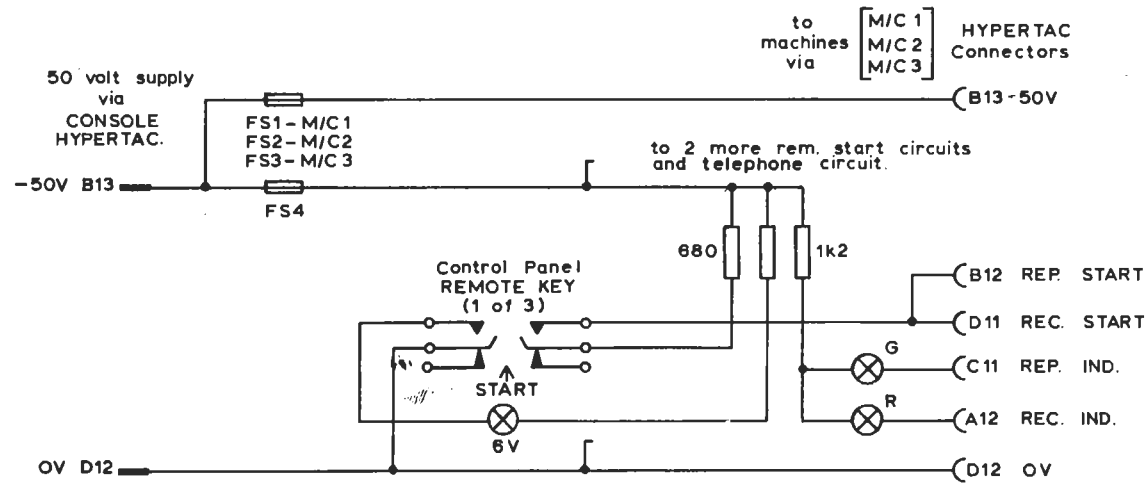 to
machines
via
M/C 1
M/C 2
M/C 3
HYPERTAC
Connectors
50 volt supply
via
CONSOLE
HYPERTAC.
B13-50V
FS1-M/C1
FS2-M/C2
FS3-M/C3
to 2 more rem. start circuits
and telephone circuit.
-50V B13
FS4
680
1k2
Control Panel
REMOTE KEY
(1 of 3)
B12 REP. START
D11 REC. START
G
C11 REP. IND.
START
R
A12 REC. IND.
6V
0V D12
D12 0V